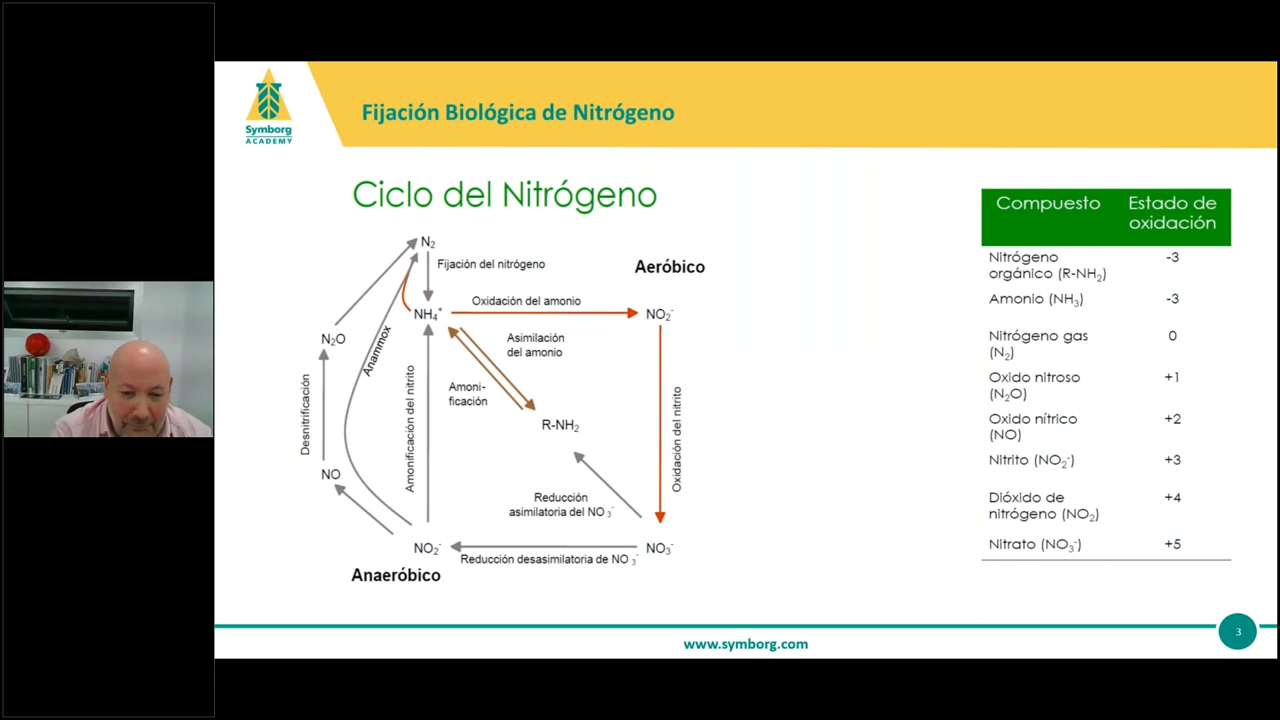 Symborg
ACADEMY
Fijación Biológica de Nitrógeno
Ciclo del Nitrógeno
N₂
Fijación del nitrógeno
Aeróbico
NH₄⁺
Oxidación del amonio
NO₂⁻
N₂O
Anammox
Asimilación
del amonio
Amoni-
ficación
Desnitrificación
Amonificación del nitrito
Oxidación del nitrito
R-NH₂
NO
Reducción
asimilatoria del NO₃⁻
NO₂⁻
Reducción desasimilatoria de NO₃⁻
NO₃⁻
Anaeróbico
Compuesto
Estado de
oxidación
Nitrógeno -3
orgánico (R-NH₂)
Amonio (NH₃) -3
Nitrógeno gas 0
(N₂)
Oxido nitroso +1
(N₂O)
Oxido nítrico +2
(NO)
Nitrito (NO₂⁻) +3
Dióxido de +4
nitrógeno (NO₂)
Nitrato (NO₃⁻) +5
www.symborg.com
3